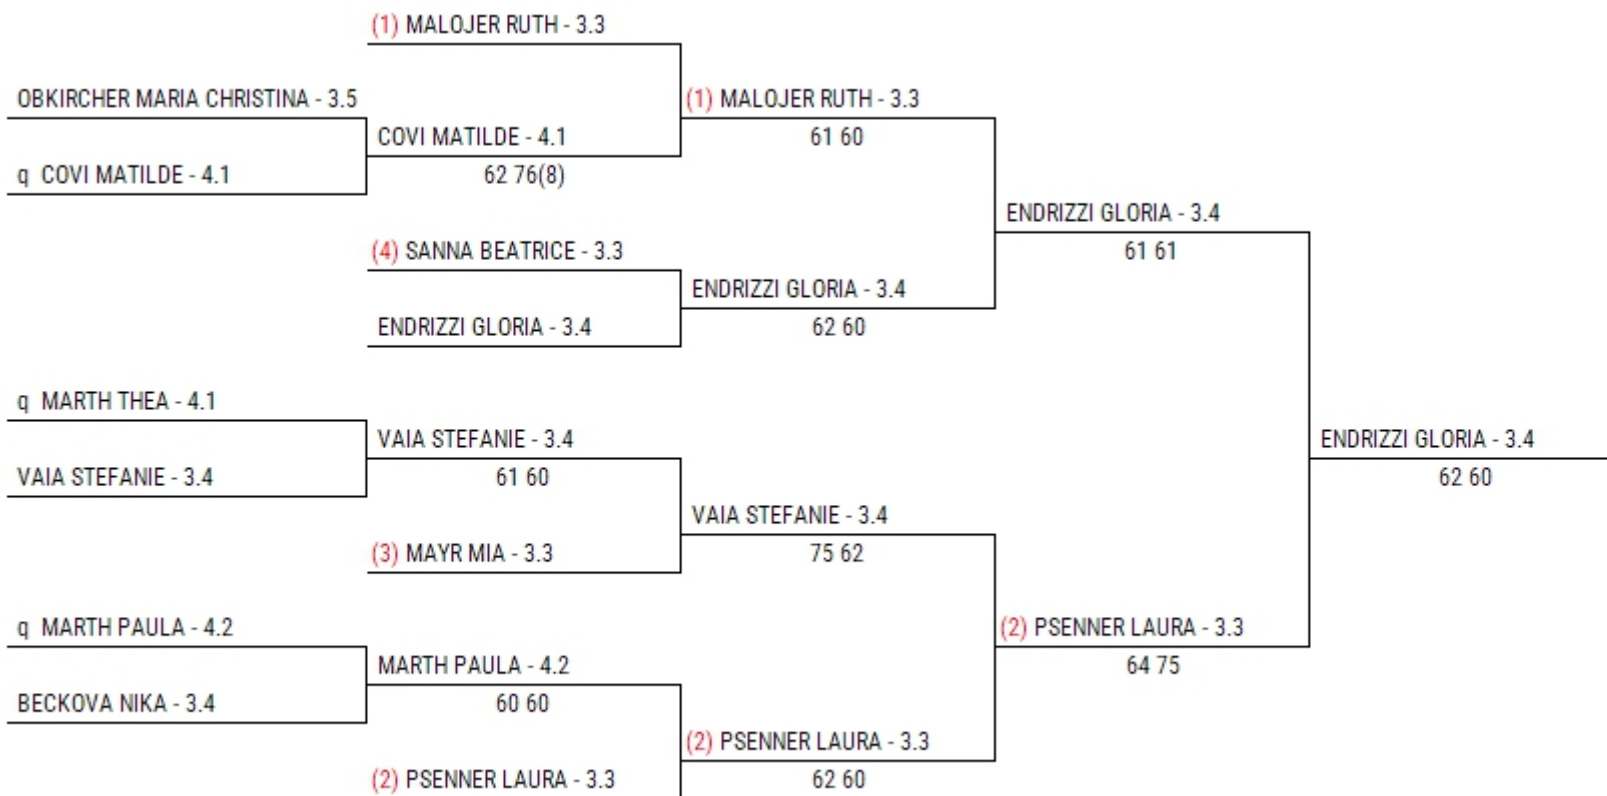 (1) MALOJER RUTH - 3.3
OBKIRCHER MARIA CHRISTINA - 3.5
(1) MALOJER RUTH - 3.3
COVI MATILDE - 4.1
61 60
q COVI MATILDE - 4.1
62 76(8)
ENDRIZZI GLORIA - 3.4
(4) SANNA BEATRICE - 3.3
61 61
ENDRIZZI GLORIA - 3.4
ENDRIZZI GLORIA - 3.4
62 60
q MARTH THEA - 4.1
VAIA STEFANIE - 3.4
ENDRIZZI GLORIA - 3.4
VAIA STEFANIE - 3.4
61 60
62 60
VAIA STEFANIE - 3.4
(3) MAYR MIA - 3.3
75 62
q MARTH PAULA - 4.2
(2) PSENNER LAURA - 3.3
MARTH PAULA - 4.2
64 75
BECKOVA NIKA - 3.4
60 60
(2) PSENNER LAURA - 3.3
(2) PSENNER LAURA - 3.3
62 60